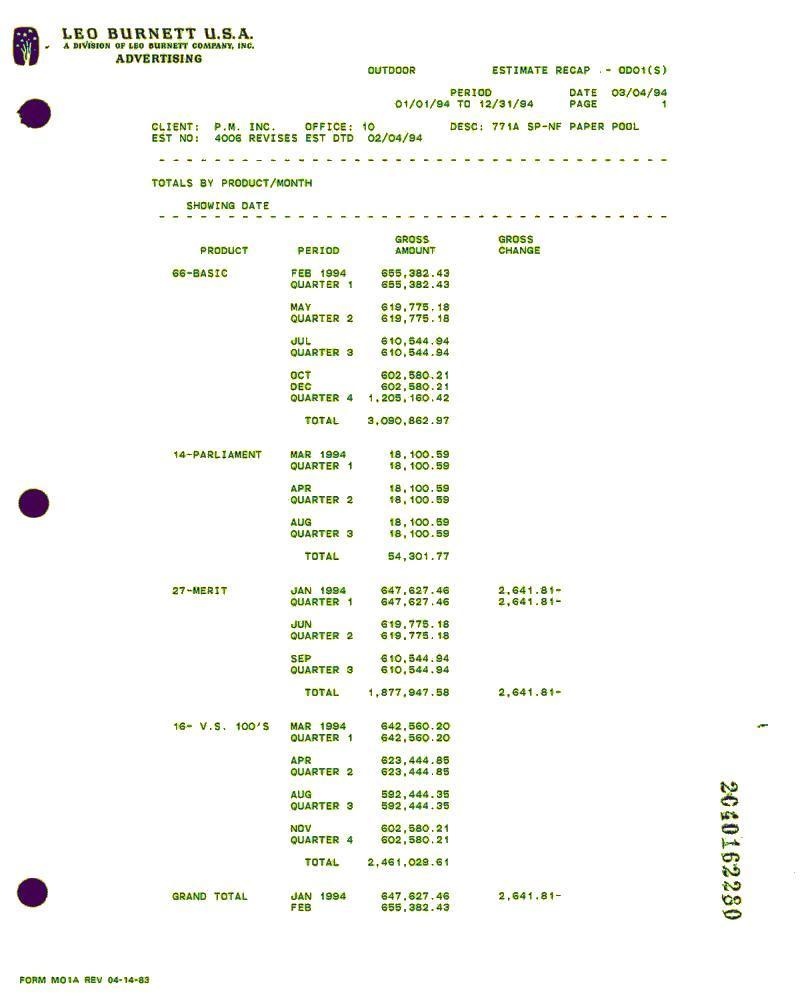 LEO BURNETT U.S.A.
A DIVISION OF LEO BURNETT COMPANY, INC.
ADVERTISING
OUTDOOR ESTIMATE RECAP - OD01(S)
PERIOD DATE 03/04/94
01/01/94 TO 12/31/94 PAGE 1
CLIENT: P.M. INC. OFFICE: 10 DESC: 771A SP-NF PAPER POOL
EST NO: 4006 REVISES EST DTD 02/04/94
TOTALS BY PRODUCT/MONTH
SHOWING DATE
GROSS GROSS
PRODUCT PERIOD AMOUNT CHANGE
66-BASIC FEB 1994 655,382.43
QUARTER 1 655,382.43
MAY 619,775.18
QUARTER 2 619,775.18
JUL 610,544.94
QUARTER 3 610,544.94
OCT 602,580.21
DEC 602,580.21
QUARTER 4 1,205,160.42
TOTAL 3,090,862.97
14-PARLIAMENT MAR 1994 18,100.59
QUARTER 1 18,100.59
APR 18,100.59
QUARTER 2 18,100.59
AUG 18,100.59
QUARTER 3 18,100.59
TOTAL 54,301.77
27-MERIT JAN 1994 647,627.46 2,641.81-
QUARTER 1 647,627.46 2,641.81-
JUN 619,775.18
QUARTER 2 619,775.18
SEP 610,544.94
QUARTER 3 610,544.94
TOTAL 1,877,947.58 2,641.81-
16- V.S. 100'S MAR 1994 642,560.20
QUARTER 1 642,560.20
APR 623,444.85
QUARTER 2 623,444.85
AUG 592,444.35
QUARTER 3 592,444.35
NOV 602,580.21
QUARTER 4 602,580.21
TOTAL 2,461,029.61
GRAND TOTAL JAN 1994 647,627.46 2,641.81-
FEB 655,382.43
2040162280
FORM M01A REV 04-14-83